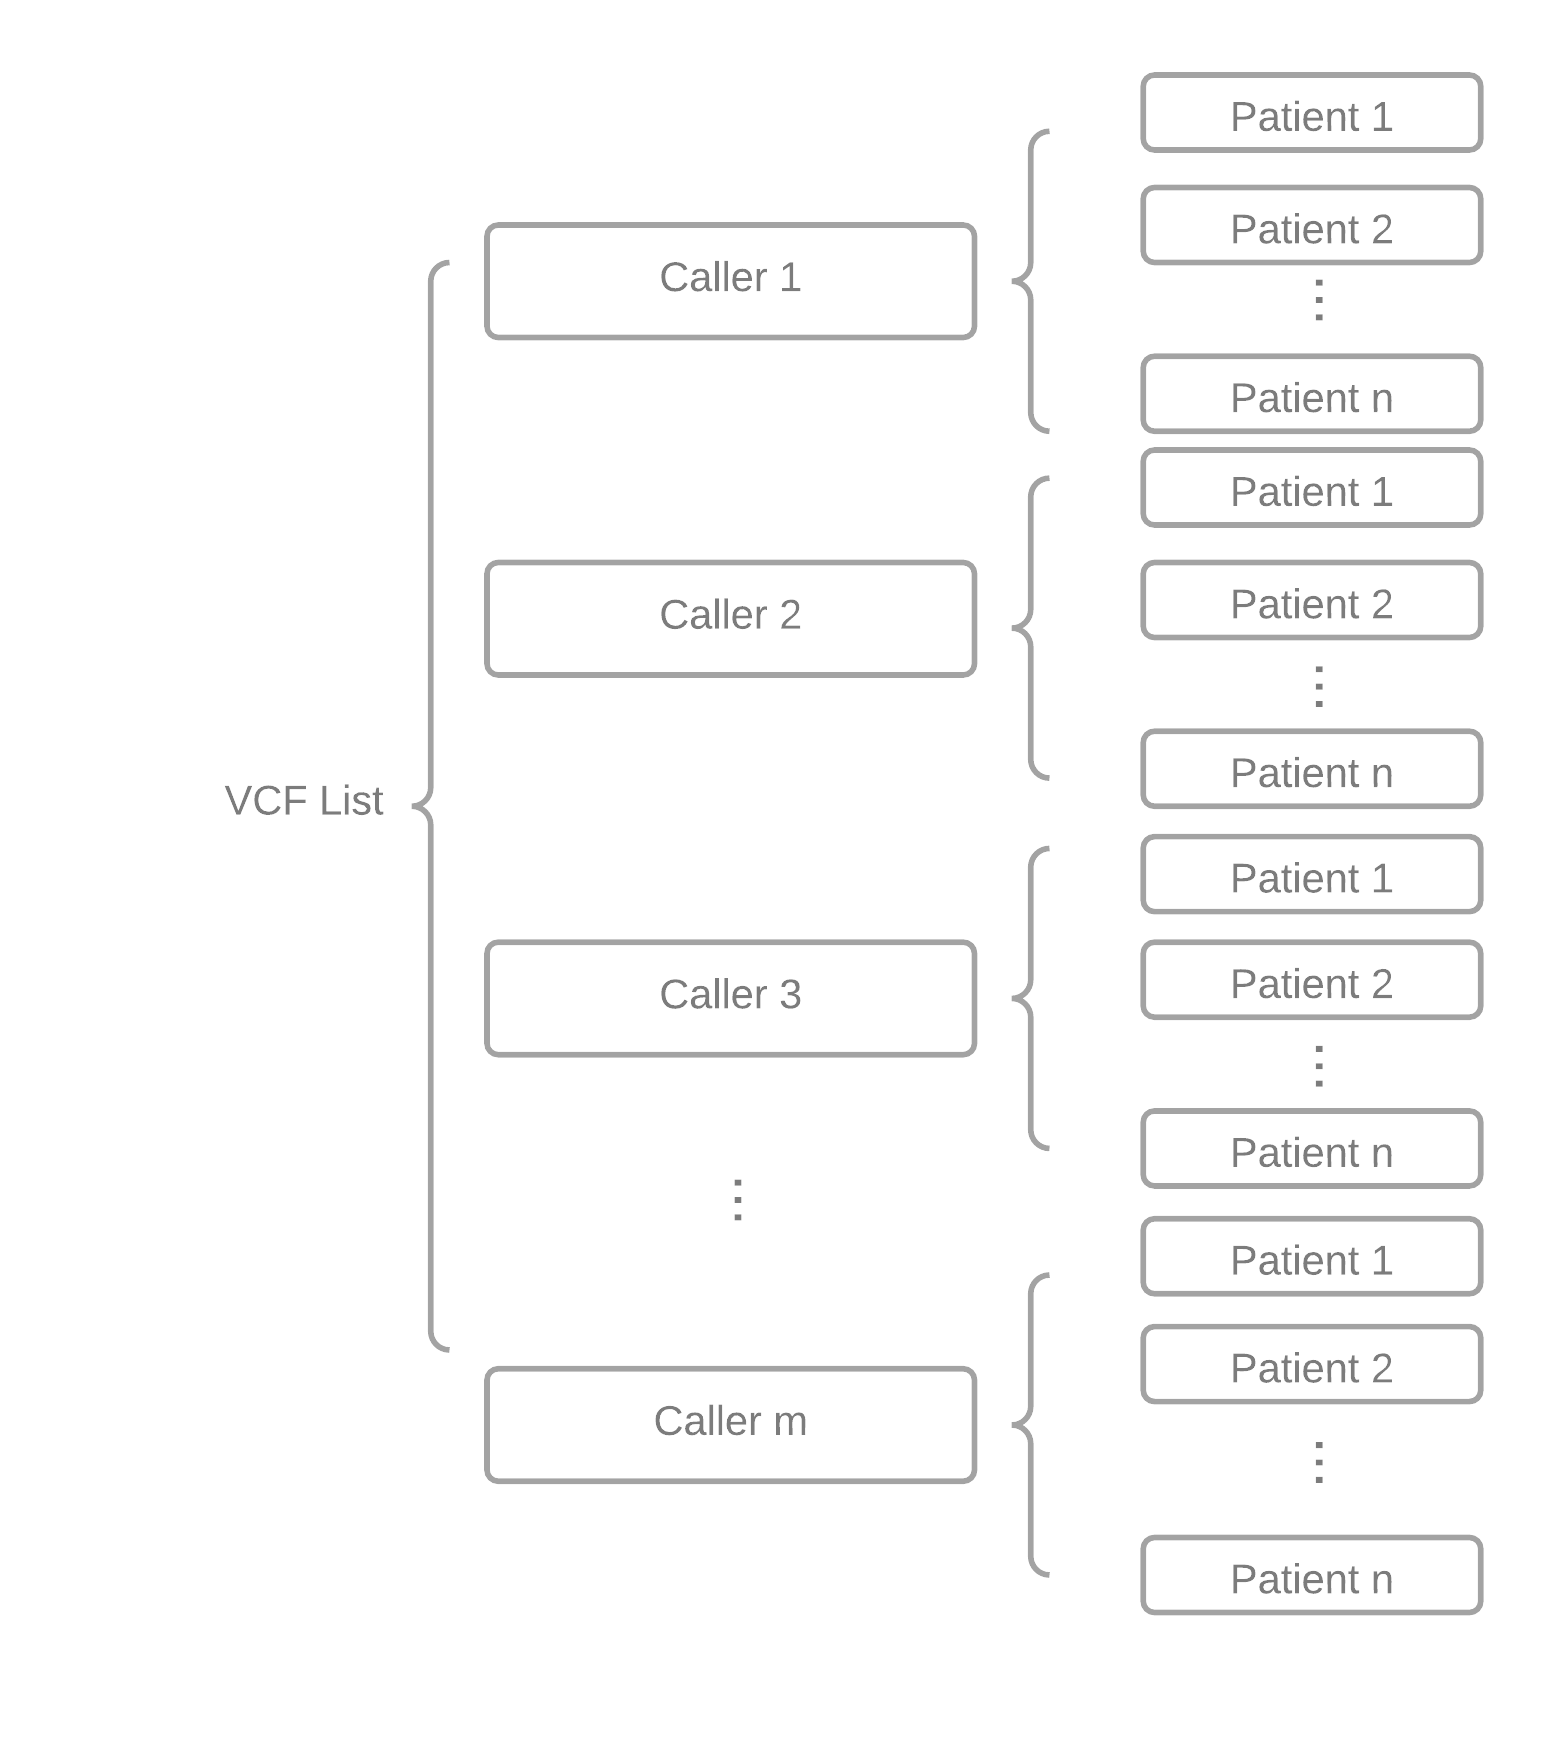 VCF List
Caller 1
Patient 1
Patient 2
⋮
Patient n
Caller 2
Patient 1
Patient 2
⋮
Patient n
Caller 3
Patient 1
Patient 2
⋮
Patient n
⋮
Caller m
Patient 1
Patient 2
⋮
Patient n